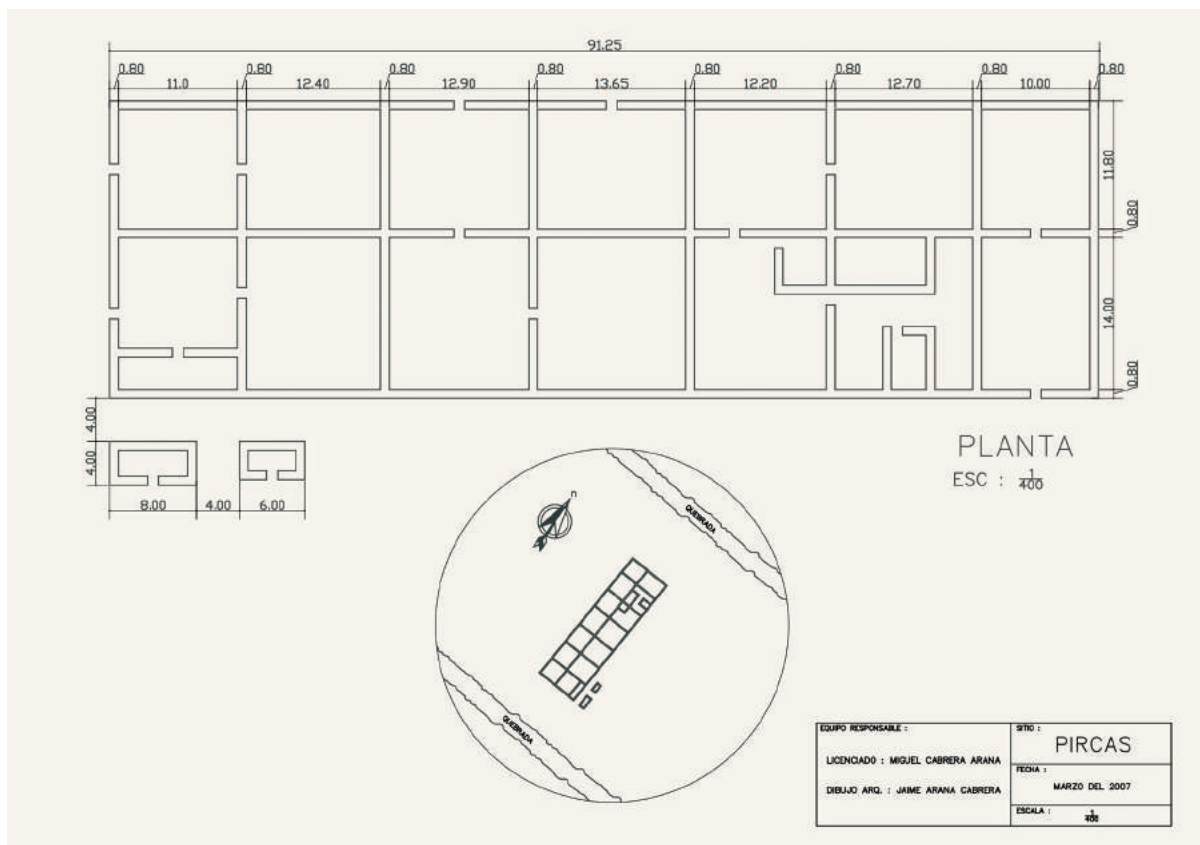 91.25
0.80 0.80 0.80 0.80 0.80 0.80 0.80 0.80
11.0 12.40 12.90 13.65 12.20 12.70 10.00
11.80
0.80
14.00
0.80
4.00
4.00
8.00 4.00 6.00
PLANTA
ESC : 1/400
n
QUEBRADA
QUEBRADA
EQUIPO RESPONSABLE :
LICENCIADO : MIGUEL CABRERA ARANA
DIBUJO ARQ. : JAIME ARANA CABRERA
SITIO :
PIRCAS
FECHA :
MARZO DEL 2007
ESCALA : 1/400